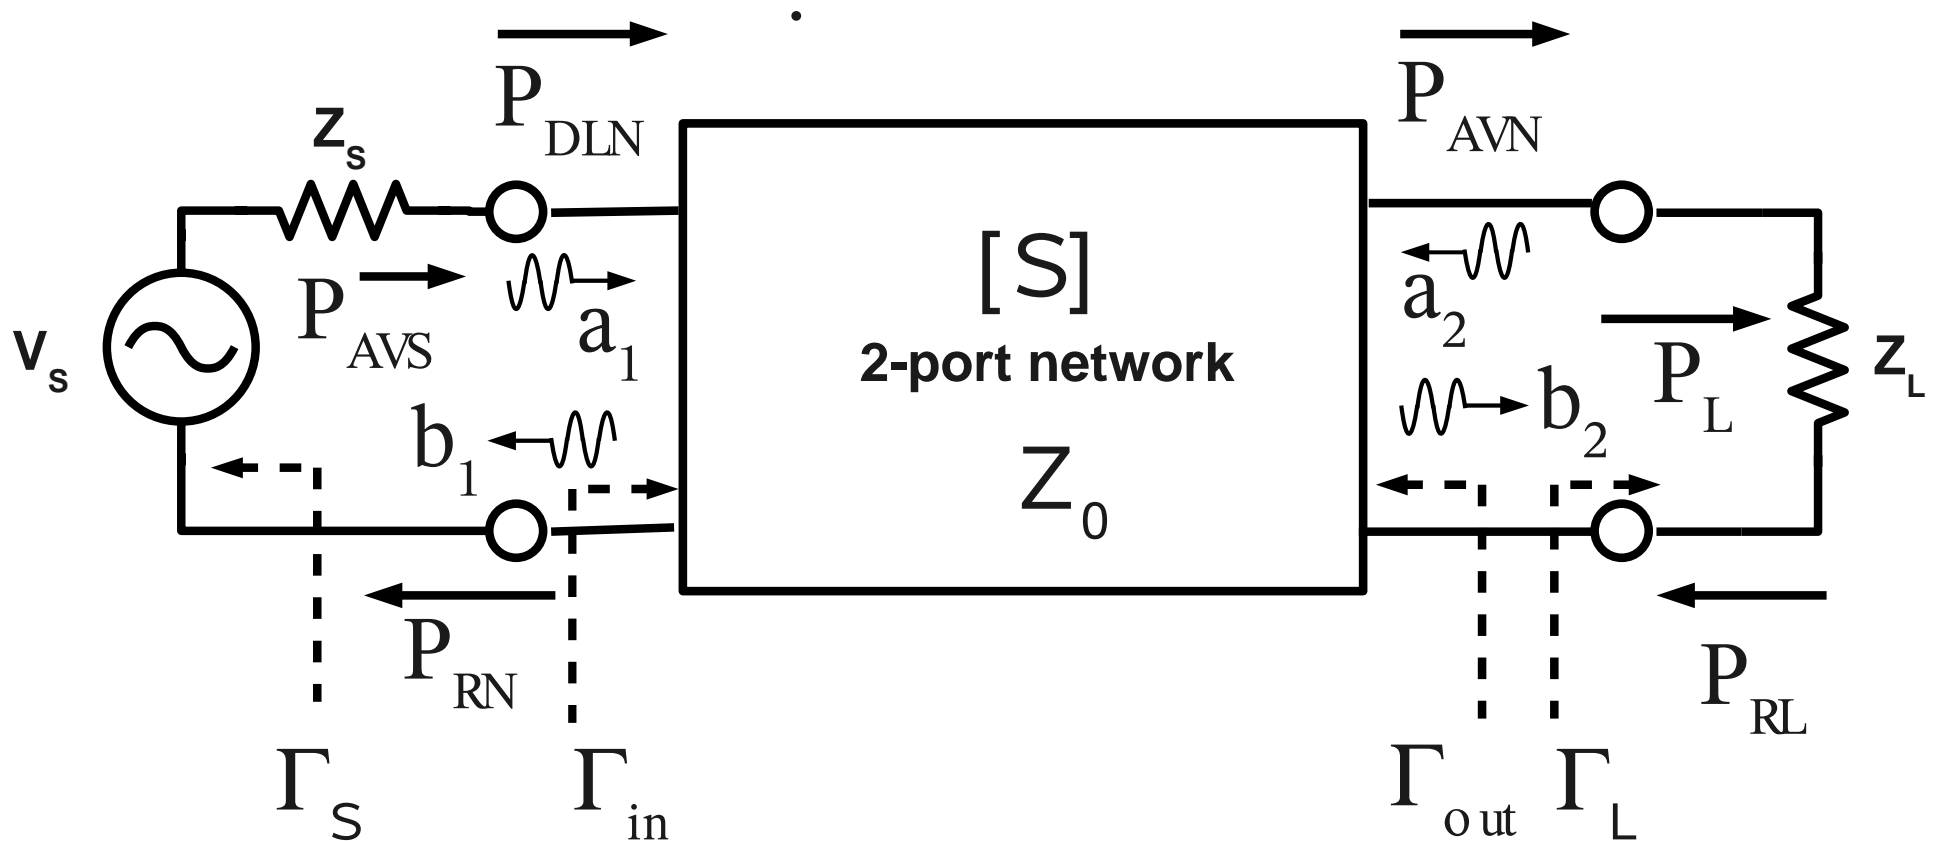 P_DLN
P_AVN
Z_S
[S]
a_2
P_AVS
a_1
V_S
2-port network
P_L
Z_L
b_1
b_2
Z_0
P_RN
P_RL
Γ_S
Γ_in
Γ_out
Γ_L